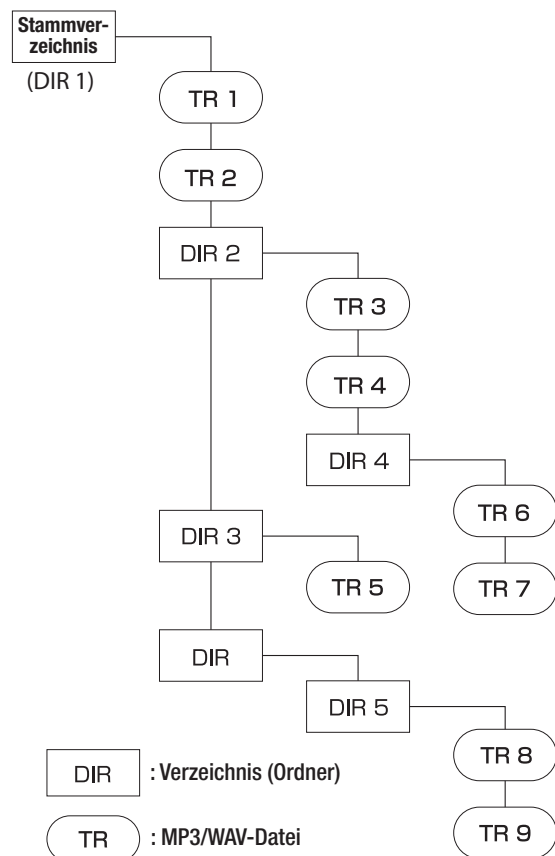 Stammver-
zeichnis
(DIR 1)
TR 1
TR 2
DIR 2
TR 3
TR 4
DIR 4
TR 6
DIR 3
TR 5
TR 7
DIR
DIR 5
TR 8
DIR : Verzeichnis (Ordner)
TR : MP3/WAV-Datei
TR 9